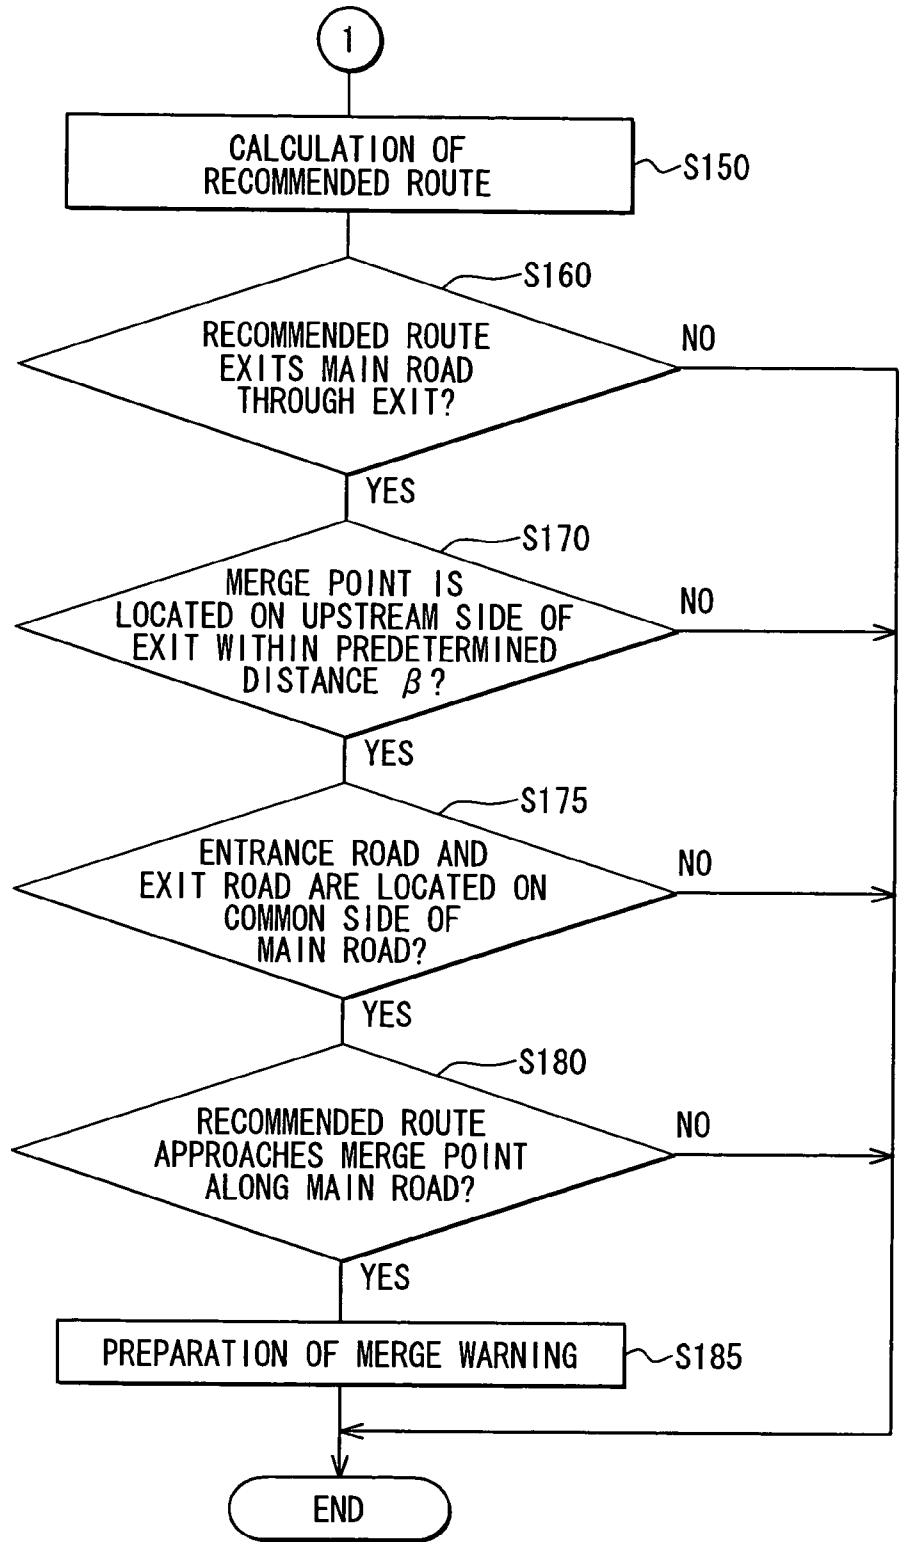 1
CALCULATION OF
RECOMMENDED ROUTE
S150
S160
RECOMMENDED ROUTE
EXITS MAIN ROAD
THROUGH EXIT?
NO
YES
S170
MERGE POINT IS
LOCATED ON UPSTREAM SIDE OF
EXIT WITHIN PREDETERMINED
DISTANCE β?
NO
YES
S175
ENTRANCE ROAD AND
EXIT ROAD ARE LOCATED ON
COMMON SIDE OF
MAIN ROAD?
NO
YES
S180
RECOMMENDED ROUTE
APPROACHES MERGE POINT
ALONG MAIN ROAD?
NO
YES
PREPARATION OF MERGE WARNING
S185
END